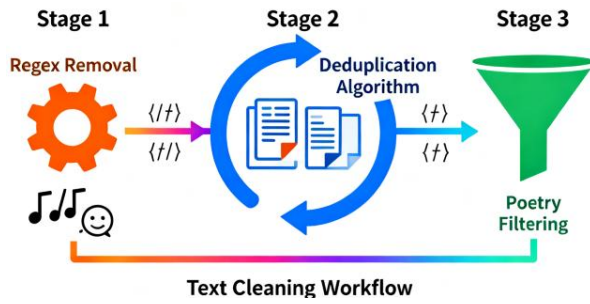 Stage 1
Stage 2
Stage 3
Regex Removal
⟨/†⟩
⟨†/⟩
Deduplication
Algorithm
⟨†⟩
⟨†⟩
Poetry
Filtering
Text Cleaning Workflow